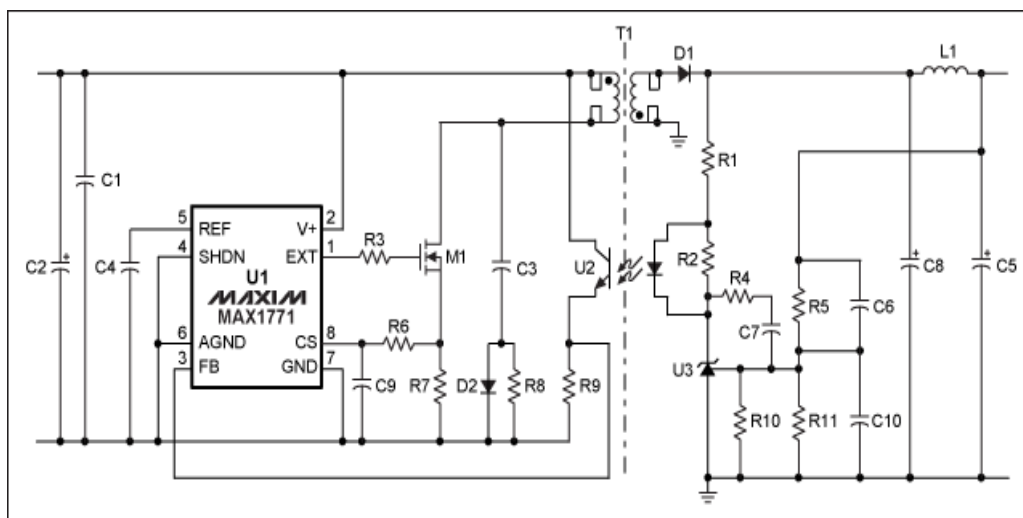 T1
D1
L1
R1
C1
5
REF
V+
2
4
SHDN
EXT
1
R3
M1
C2
C4
U1
MAXIM
MAX1771
C3
U2
R2
R4
C7
R5
C6
C8
C5
6
AGND
CS
8
R6
3
FB
GND
7
C9
R7
D2
R8
R9
U3
R10
R11
C10